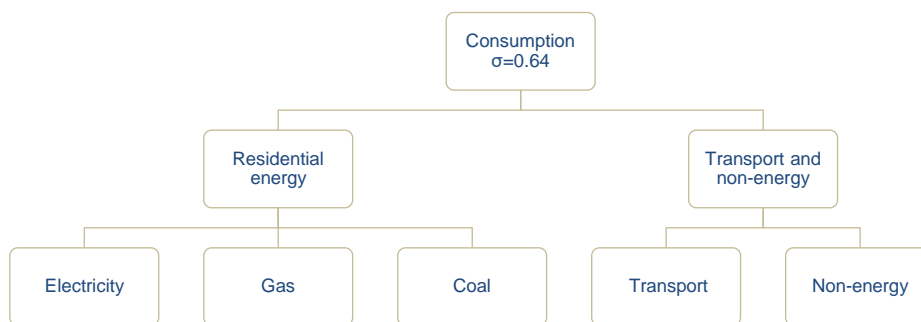 Consumption
σ=0.64
Residential
energy
Transport and
non-energy
Electricity
Gas
Coal
Transport
Non-energy